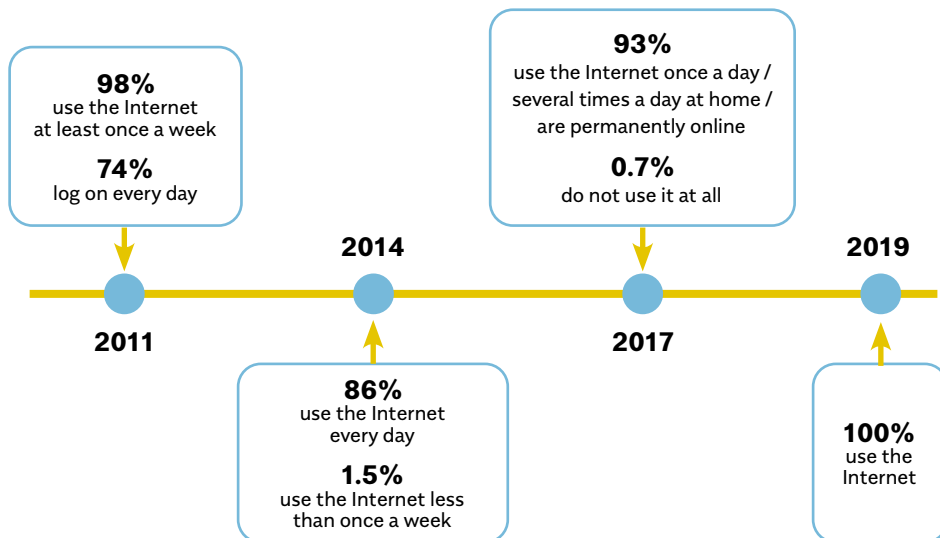 98%
use the Internet
at least once a week
74%
log on every day
2011
2014
86%
use the Internet
every day
1.5%
use the Internet less
than once a week
93%
use the Internet once a day /
several times a day at home /
are permanently online
0.7%
do not use it at all
2017
2019
100%
use the
Internet